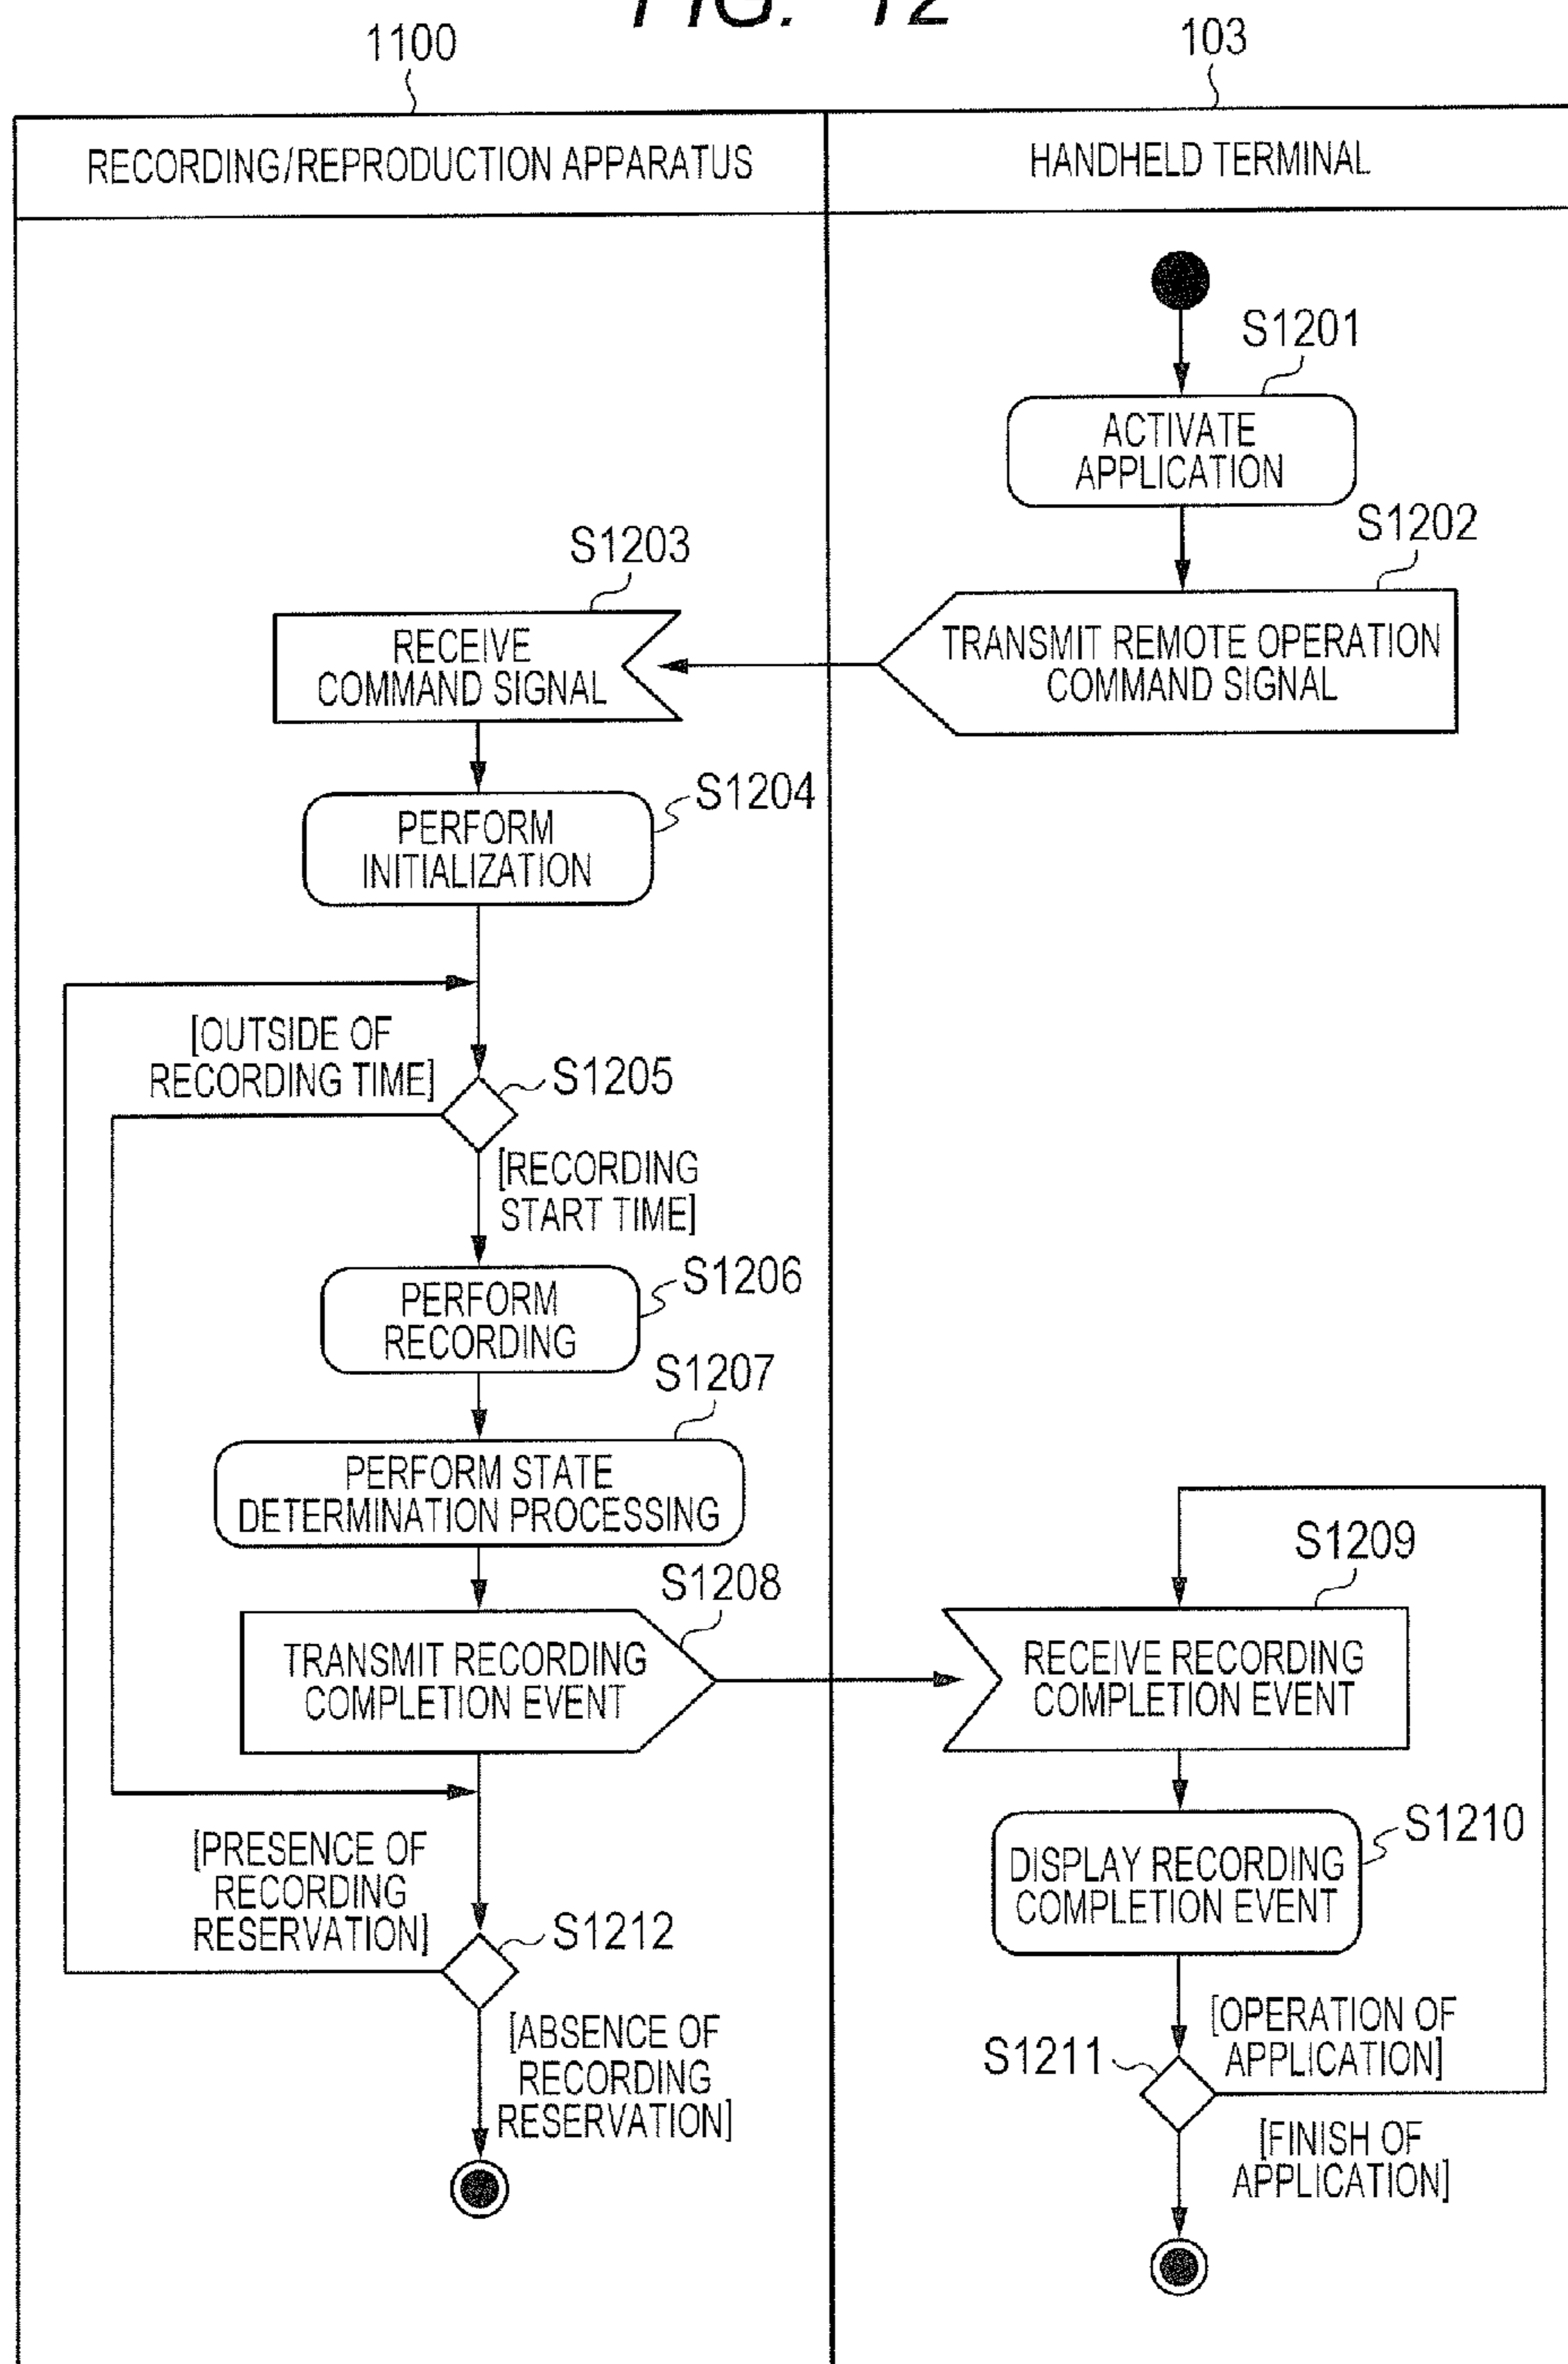 FIG. 12
1100
103
RECORDING/REPRODUCTION APPARATUS
HANDHELD TERMINAL
S1201
ACTIVATE
APPLICATION
S1202
TRANSMIT REMOTE OPERATION
COMMAND SIGNAL
S1203
RECEIVE
COMMAND SIGNAL
S1204
PERFORM
INITIALIZATION
[OUTSIDE OF
RECORDING TIME]
S1205
[RECORDING
START TIME]
S1206
PERFORM
RECORDING
S1207
PERFORM STATE
DETERMINATION PROCESSING
S1208
TRANSMIT RECORDING
COMPLETION EVENT
S1209
RECEIVE RECORDING
COMPLETION EVENT
S1210
DISPLAY RECORDING
COMPLETION EVENT
[PRESENCE OF
RECORDING
RESERVATION]
S1212
[ABSENCE OF
RECORDING
RESERVATION]
S1211
[OPERATION OF
APPLICATION]
[FINISH OF
APPLICATION]